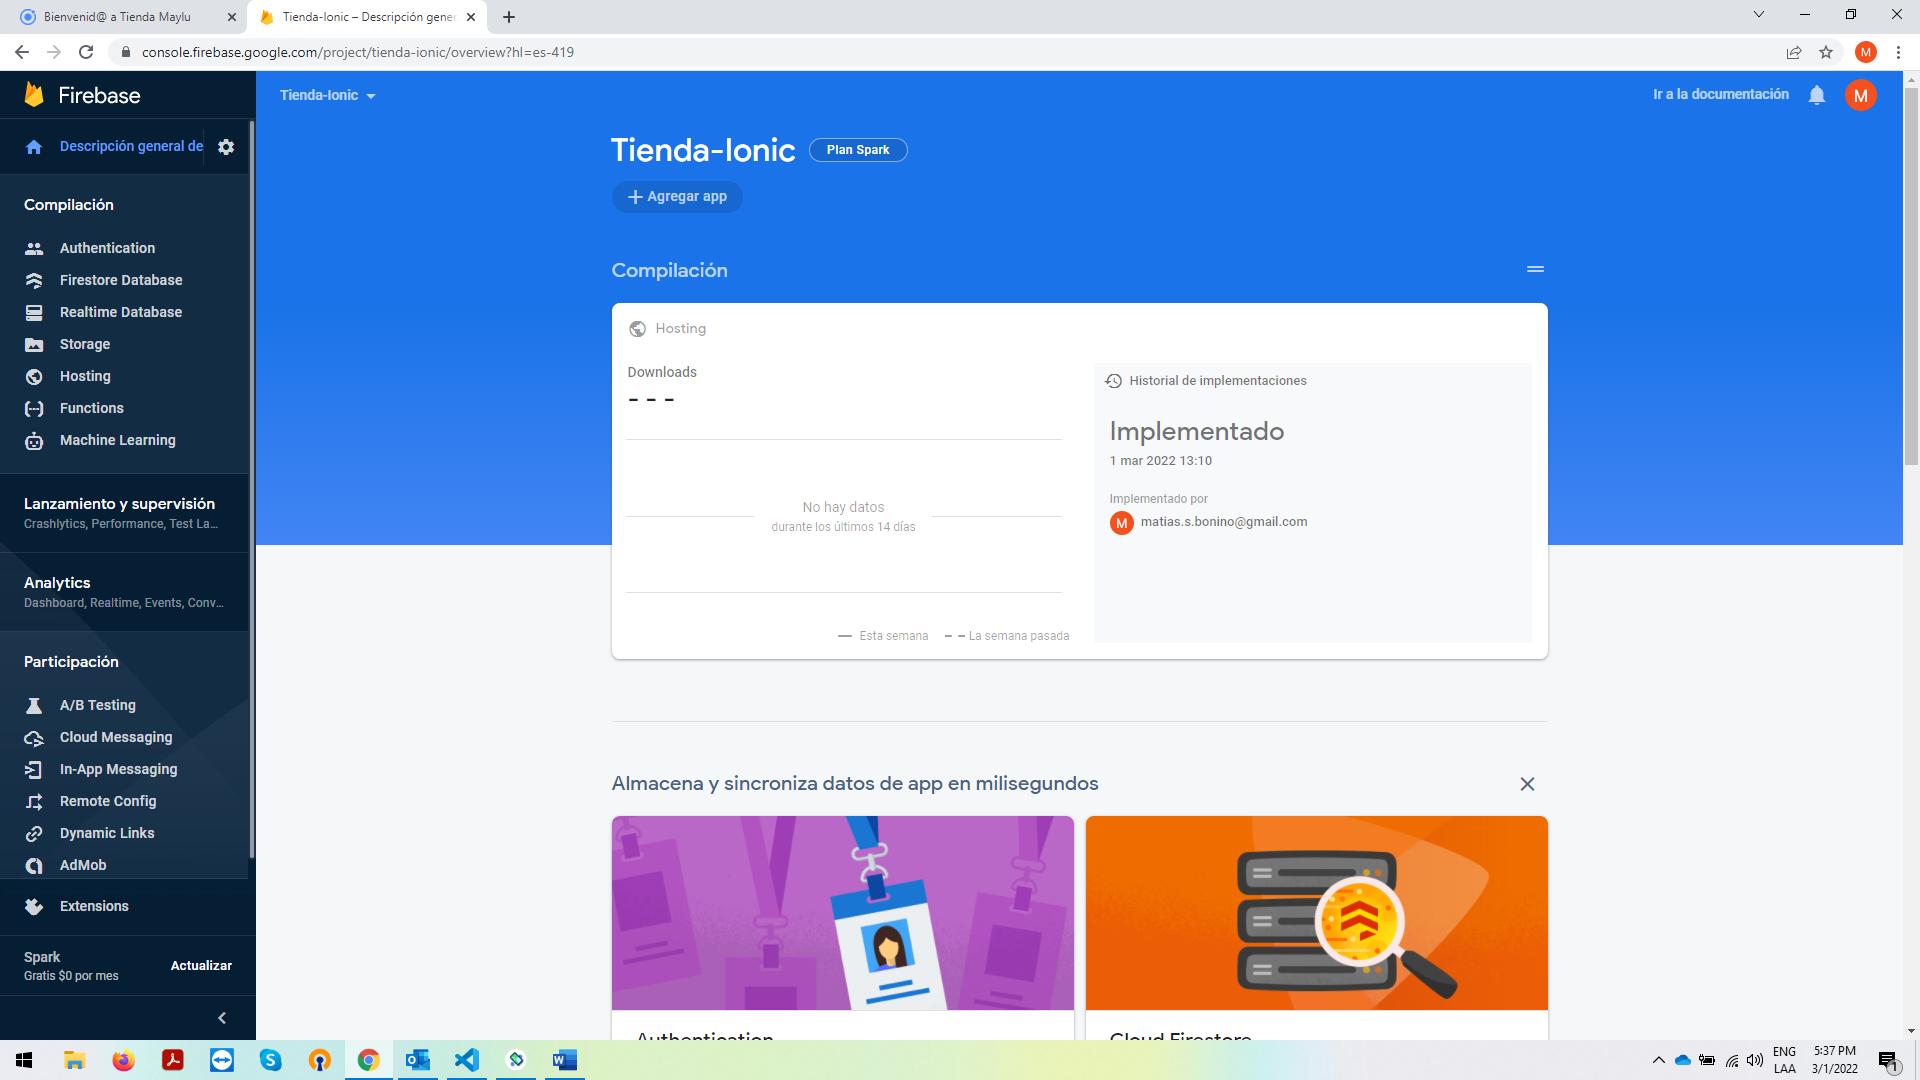 Bienvenid@ a Tienda Maylu
Tienda-Ionic – Descripción gener
console.firebase.google.com/project/tienda-ionic/overview?hl=es-419
M
Firebase
Tienda-Ionic
Ir a la documentación
M
Descripción general de
Tienda-Ionic
Plan Spark
Agregar app
Compilación
Authentication
Firestore Database
Realtime Database
Storage
Hosting
Functions
Machine Learning
Lanzamiento y supervisión
Crashlytics, Performance, Test La...
Analytics
Dashboard, Realtime, Events, Conv...
Participación
A/B Testing
Cloud Messaging
In-App Messaging
Remote Config
Dynamic Links
AdMob
Extensions
Spark
Gratis $0 por mes
Actualizar
Compilación
Hosting
Downloads
- - -
No hay datos
durante los últimos 14 días
Esta semana
La semana pasada
Historial de implementaciones
Implementado
1 mar 2022 13:10
Implementado por
M
matias.s.bonino@gmail.com
Almacena y sincroniza datos de app en milisegundos
Authentication
Cloud Firestore
ENG
LAA
5:37 PM
3/1/2022
1